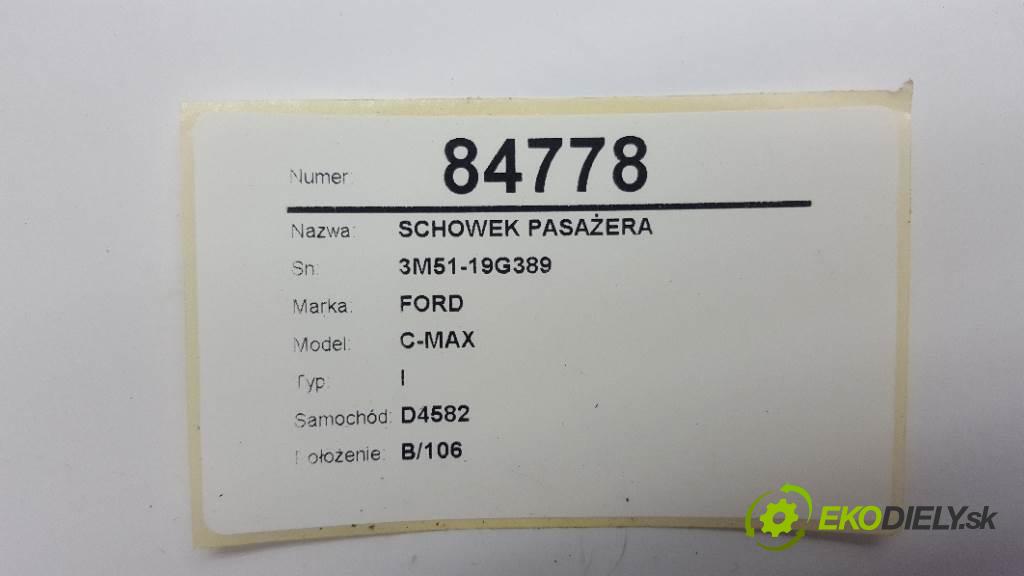 Numer: 84778
Nazwa: SCHOWEK PASAŻERA
Sn: 3M51-19G389
Marka: FORD
Model: C-MAX
Typ: I
Samochód: D4582
Położenie: B/106
EKODIELY.sk